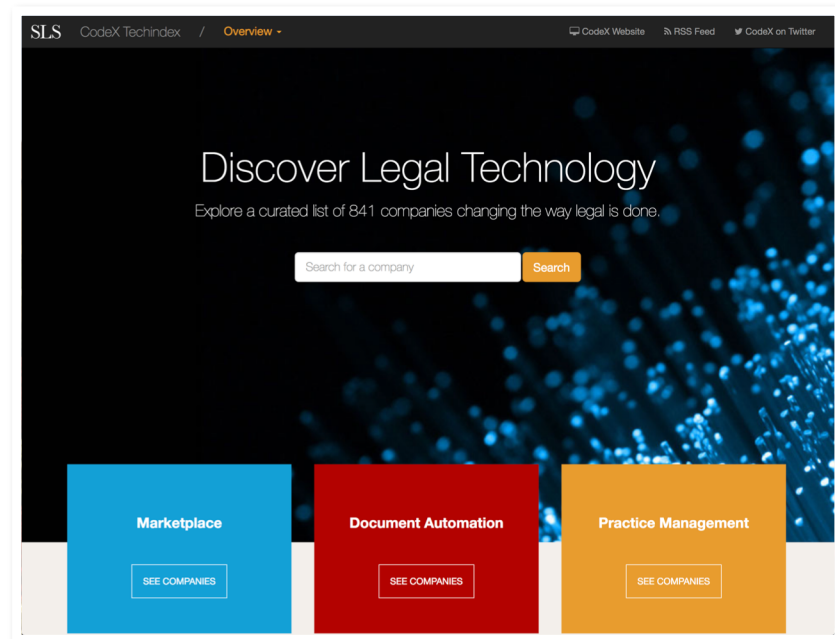 SLS CodeX Techindex / Overview CodeX Website RSS Feed CodeX on Twitter
Discover Legal Technology
Explore a curated list of 841 companies changing the way legal is done.
Search for a company Search
Marketplace Document Automation Practice Management
SEE COMPANIES SEE COMPANIES SEE COMPANIES